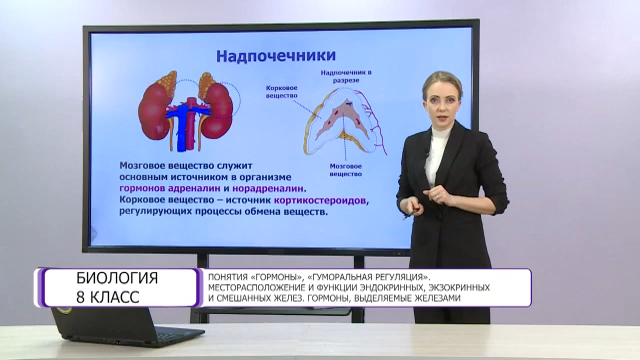 Надпочечники
Надпочечник в
разрезе
Корковое
вещество
Мозговое
вещество
Мозговое вещество служит
основным источником в организме
гормонов адреналин и норадреналин.
Корковое вещество – источник кортикостероидов,
регулирующих процессы обмена веществ.
БИОЛОГИЯ
8 КЛАСС
ПОНЯТИЯ «ГОРМОНЫ», «ГУМОРАЛЬНАЯ РЕГУЛЯЦИЯ».
МЕСТОРАСПОЛОЖЕНИЕ И ФУНКЦИИ ЭНДОКРИННЫХ, ЭКЗОКРИННЫХ
И СМЕШАННЫХ ЖЕЛЕЗ. ГОРМОНЫ, ВЫДЕЛЯЕМЫЕ ЖЕЛЕЗАМИ